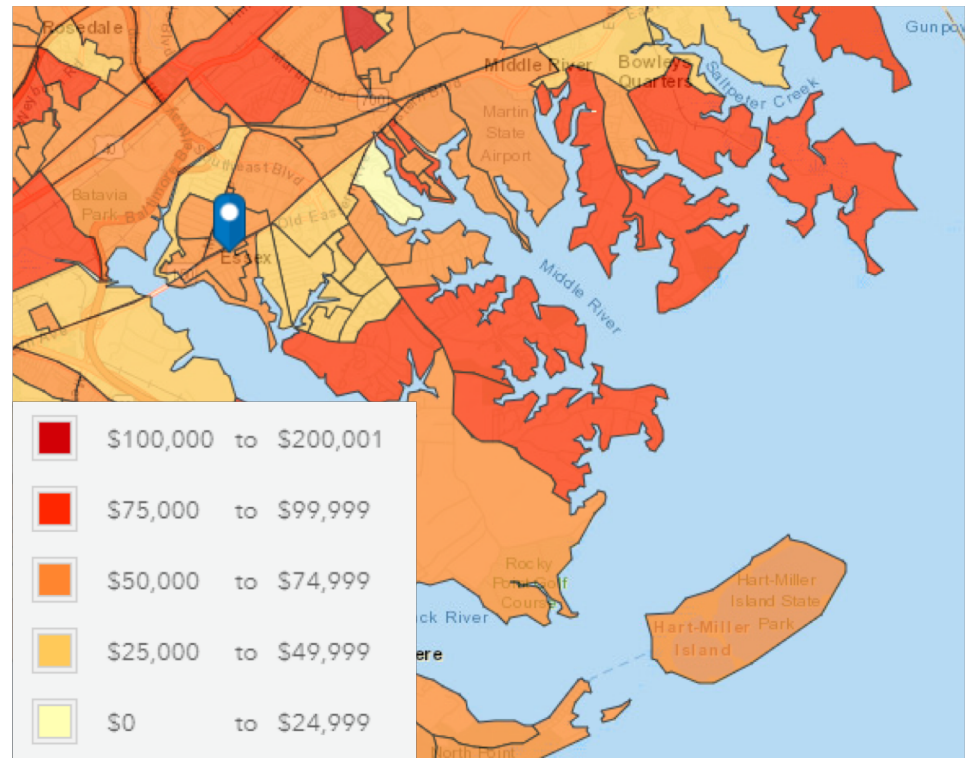 Rosedale
Gunpow
Middle River
Bowleys
Quarters
Saltpeter Creek
700
Martin
State
Airport
40
Southeast Blvd
Batavia
Park
Old Eastern
Essex
Middle River
$100,000 to $200,001
$75,000 to $99,999
$50,000 to $74,999
$25,000 to $49,999
$0 to $24,999
Rocky
Point Golf
Course
ck River
ere
Hart-Miller
Island State
Park
Hart-Miller
Island
North Point